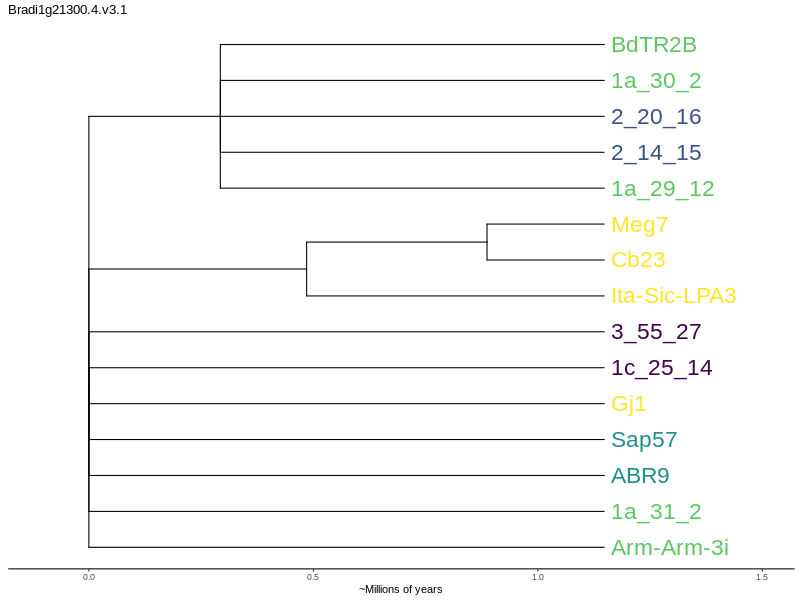 Bradi1g21300.4.v3.1
BdTR2B
1a_30_2
2_20_16
2_14_15
1a_29_12
Meg7
Cb23
Ita-Sic-LPA3
3_55_27
1c_25_14
Gj1
Sap57
ABR9
1a_31_2
Arm-Arm-3i
0.0 0.5 1.0 1.5
~Millions of years